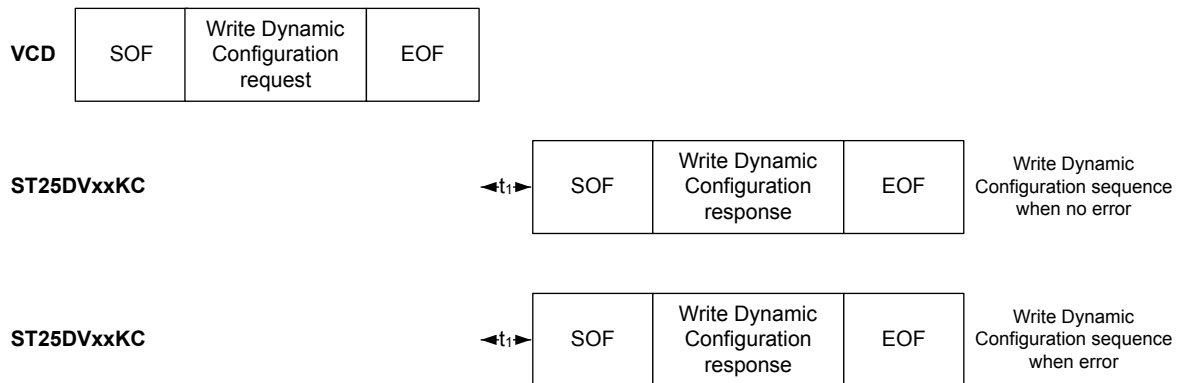 Write Dynamic
VCD SOF Configuration EOF
request
Write Dynamic Write Dynamic
ST25DVxxKC t1 SOF Configuration EOF Configuration sequence
response when no error
Write Dynamic Write Dynamic
ST25DVxxKC t1 SOF Configuration EOF Configuration sequence
response when error